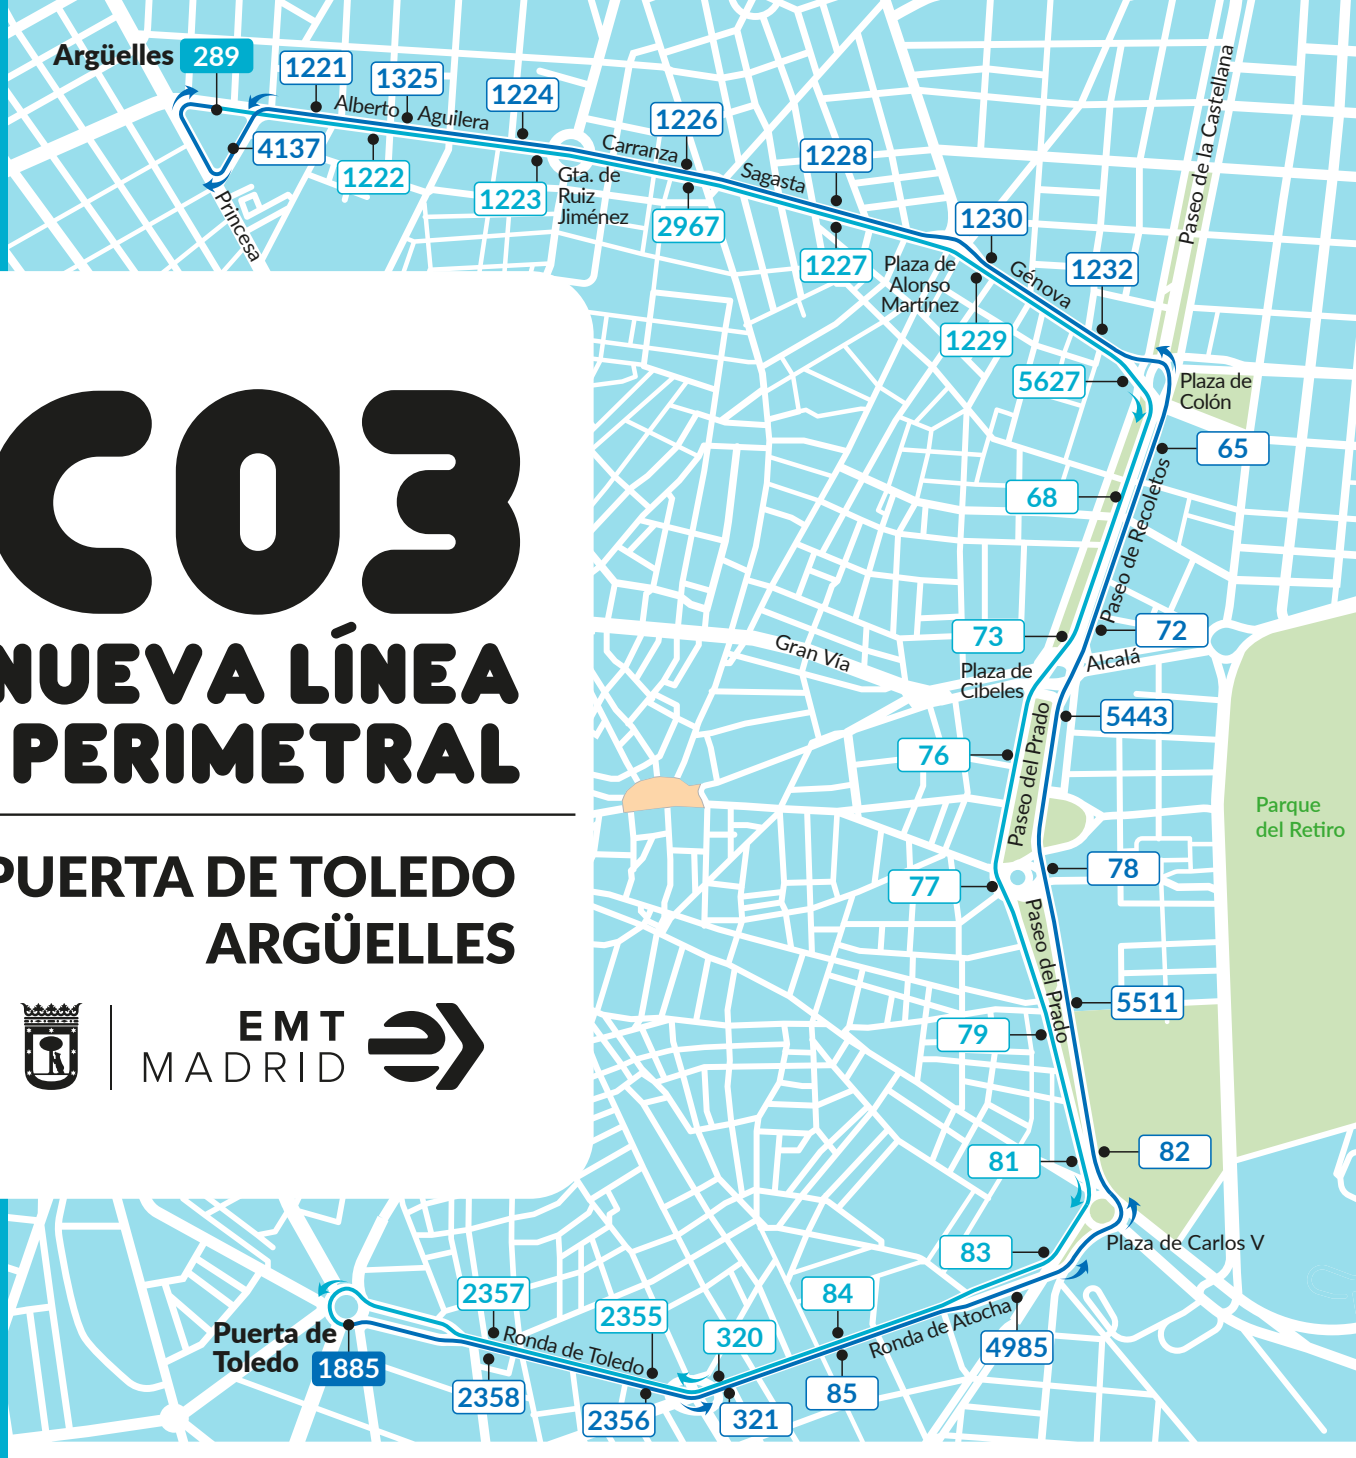 Argüelles
289
1221
1325
1224
1226
1228
1230
1232
Alberto Aguilera
4137
1222
1223
Princesa
Gta. de
Ruiz
Jiménez
Carranza
2967
Sagasta
1227
Plaza de
Alonso
Martínez
Génova
1229
Paseo de la Castellana
5627
Plaza de
Colón
65
68
Paseo de Recoletos
73
72
Gran Vía
Plaza de
Cibeles
Alcalá
5443
76
Paseo del Prado
Parque
del Retiro
77
78
Paseo del Prado
5511
79
81
82
83
Plaza de Carlos V
C03
NUEVA LÍNEA
PERIMETRAL
PUERTA DE TOLEDO
ARGÜELLES
EMT
MADRID
Puerta de
Toledo
1885
2357
2355
320
84
Ronda de Toledo
Ronda de Atocha
2358
2356
321
85
4985